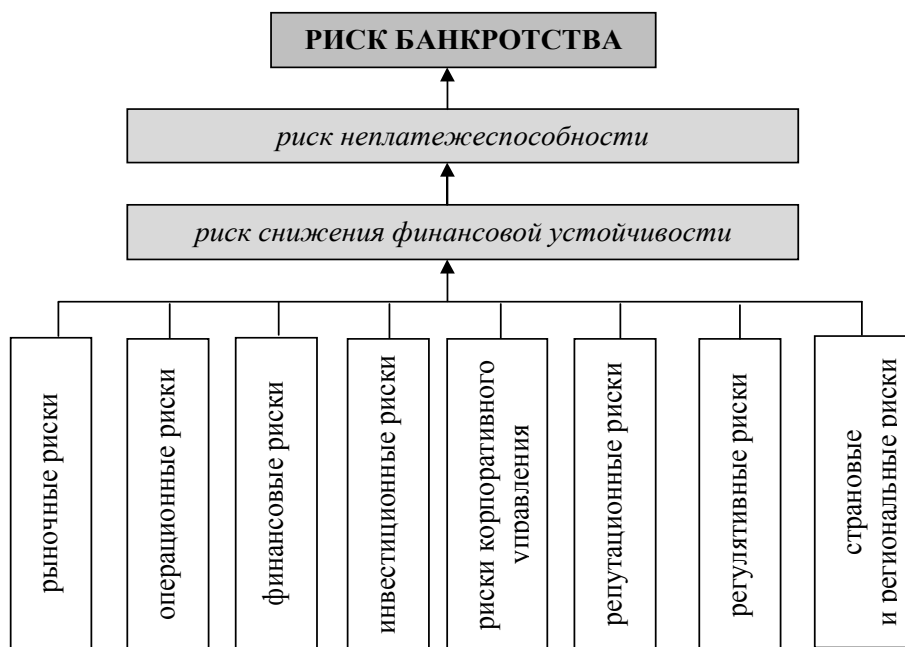 РИСК БАНКРОТСТВА
риск неплатежеспособности
риск снижения финансовой устойчивости
рыночные риски
операционные риски
финансовые риски
инвестиционные риски
риски корпоративного
управления
репутационные риски
регулятивные риски
страновые
и региональные риски